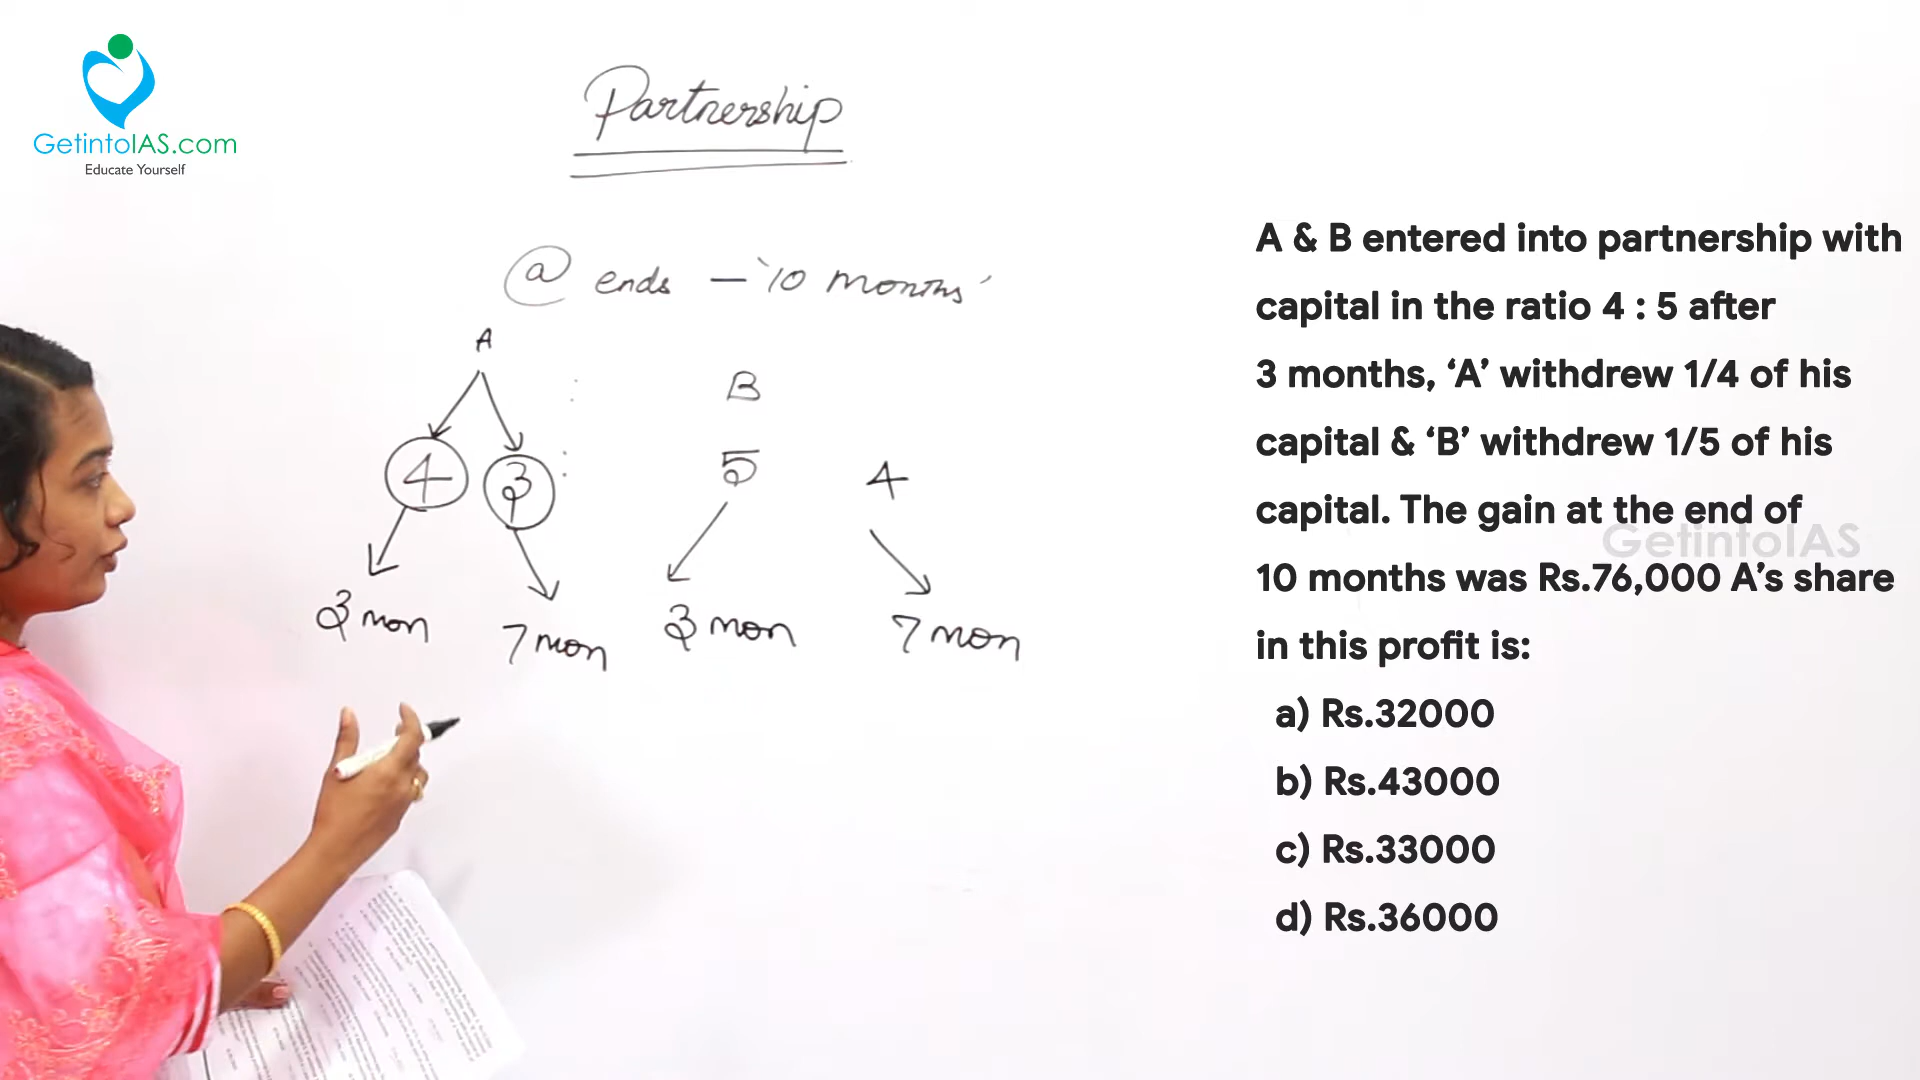 GetintoIAS.com
Educate Yourself
Partnership
a ends – '10 months'
A : B
4 3 : 5 4
3 mon 7 mon 3 mon 7 mon
A & B entered into partnership with
capital in the ratio 4 : 5 after
3 months, ‘A’ withdrew 1/4 of his
capital & ‘B’ withdrew 1/5 of his
capital. The gain at the end of
10 months was Rs.76,000 A’s share
in this profit is:
a) Rs.32000
b) Rs.43000
c) Rs.33000
d) Rs.36000
GetintoIAS